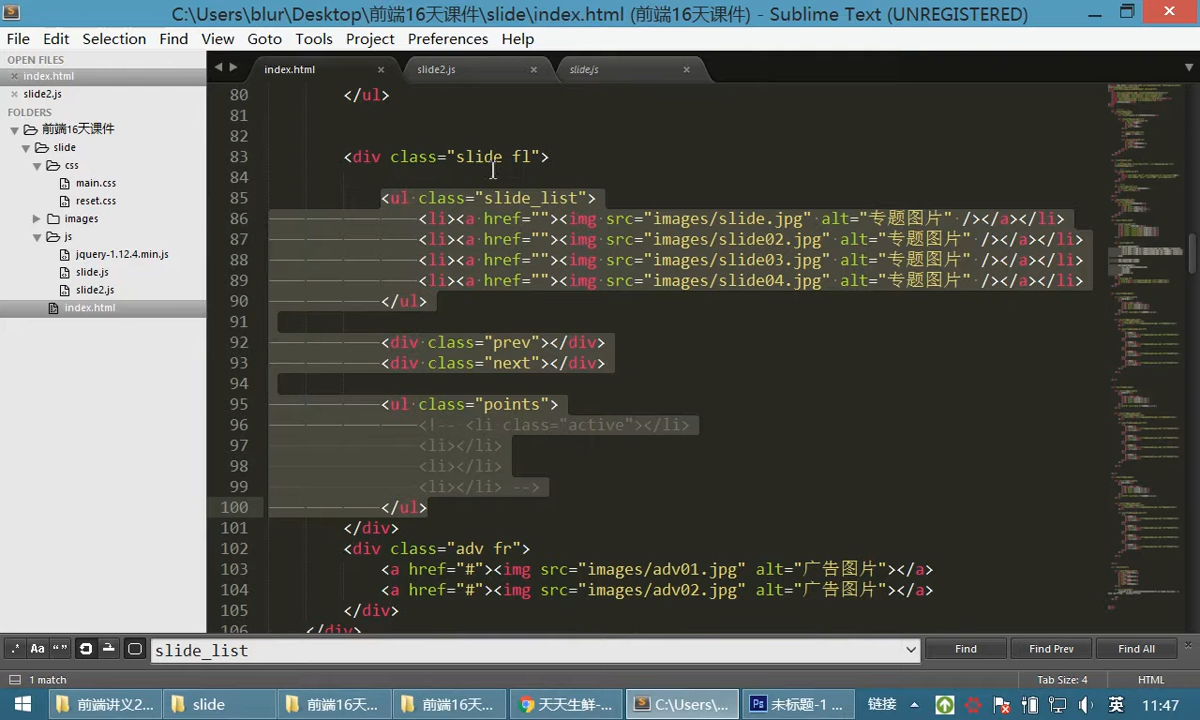 C:\Users\blur\Desktop\前端16天课件\slide\index.html (前端16天课件) - Sublime Text (UNREGISTERED)
File Edit Selection Find View Goto Tools Project Preferences Help
OPEN FILES
index.html
slide2.js
FOLDERS
前端16天课件
slide
css
main.css
reset.css
images
js
jquery-1.12.4.min.js
slide.js
slide2.js
index.html
index.html slide2.js slide.js
80 </ul>
81
82
83 <div class="slide fl">
84
85 <ul class="slide_list">
86 <li><a href=""><img src="images/slide.jpg" alt="专题图片" /></a></li>
87 <li><a href=""><img src="images/slide02.jpg" alt="专题图片" /></a></li>
88 <li><a href=""><img src="images/slide03.jpg" alt="专题图片" /></a></li>
89 <li><a href=""><img src="images/slide04.jpg" alt="专题图片" /></a></li>
90 </ul>
91
92 <div class="prev"></div>
93 <div class="next"></div>
94
95 <ul class="points">
96 <!-- <li class="active"></li>
97 <li></li>
98 <li></li>
99 <li></li> -->
100 </ul>
101 </div>
102 <div class="adv fr">
103 <a href="#"><img src="images/adv01.jpg" alt="广告图片"></a>
104 <a href="#"><img src="images/adv02.jpg" alt="广告图片"></a>
105 </div>
106 </div>
.* Aa “” slide_list Find Find Prev Find All
1 match Tab Size: 4 HTML
前端讲义2... slide 前端16天... 前端16天... 天天生鲜-... C:\Users\... 未标题-1 ... 链接 英 11:47